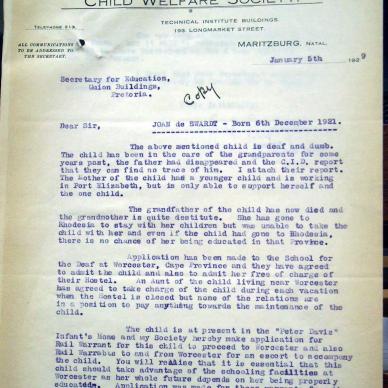 CHILD WELFARE SOCIETY
TECHNICAL INSTITUTE BUILDINGS
TELEPHONE 913.
193 LONGMARKET STREET
ALL COMMUNICATIONS
TO BE ADDRESSED TO
THE SECRETARY.
MARITZBURG, NATAL.
January 5th 1929
Secretary for Education,
Union Buildings,
Pretoria.
Copy
Dear Sir,
JOAN de SWARDT - Born 6th December 1921.
The above mentioned child is deaf and dumb.
The child has been in the care of the grandparents for some
years past, the father had disappeared and the C.I.D. report
that they can find no trace of him. I attach their report.
The Mother of the child has a younger child and is working
in Port Elizabeth, but is only able to support herself and
the one child.
The grandfather of the child has now died and the
grandmother is quite destitute. She has gone to
Rhodesia to stay with her children but was unable to take the
child with her and even if the child had gone to Rhodesia
there is no chance of her being educated in that Province.
Application has been made to the School for
the Deaf at Worcester, Cape Province and they have agreed
to admit the child and also to admit her free of charge to
their Hostel. An Aunt of the child living near Worcester
has agreed to take charge of the child during each vacation
when the Hostel is closed but none of the relations are
in a position to pay anything towards the maintenance of the
child.
The child is at present in the "Peter Davis"
Infant's Home and my Society hereby make application for
Rail Warrant for this child to proceed to Worcester and also
Rail Warrants to and from Worcester for an escort to accompany
the child. You will realise that it is essential that this
child should take advantage of the schooling facilities at
Worcester as her whole future depends on her being properly
educated. Application was made for